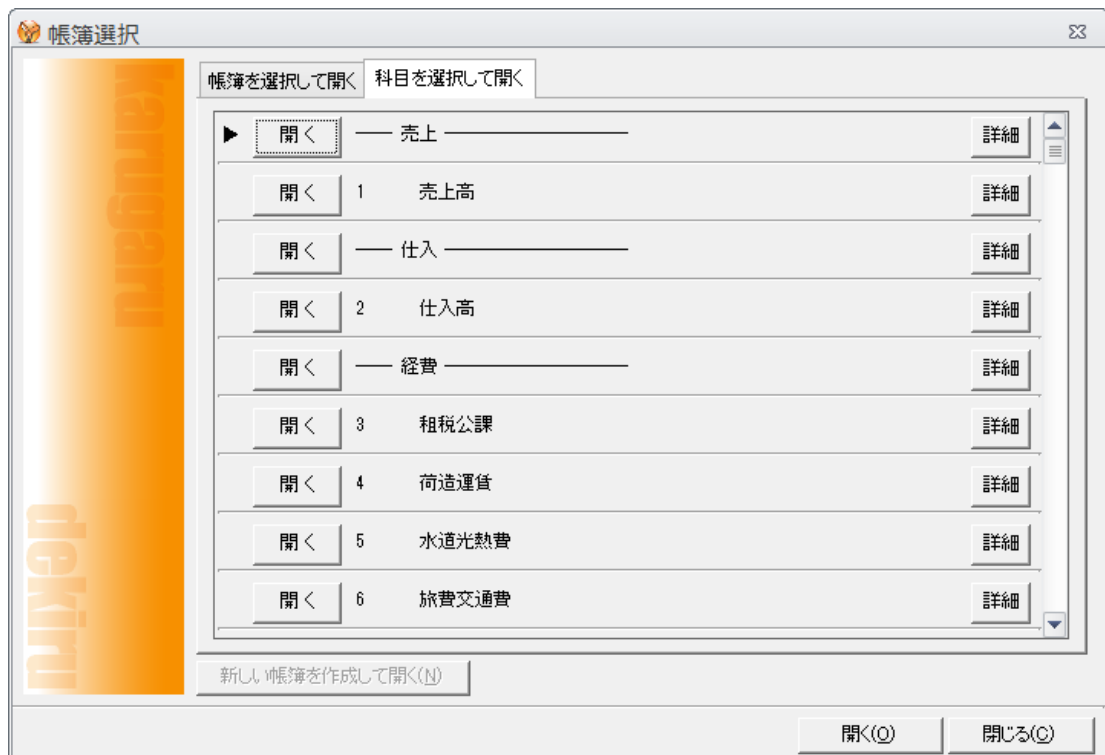 帳簿選択
karugaru
dekiru
帳簿を選択して開く 科目を選択して開く
開く 売上 詳細
開く 1 売上高 詳細
開く 仕入 詳細
開く 2 仕入高 詳細
開く 経費 詳細
開く 3 租税公課 詳細
開く 4 荷造運賃 詳細
開く 5 水道光熱費 詳細
開く 6 旅費交通費 詳細
新しい帳簿を作成して開く(N)
開く(O) 閉じる(C)